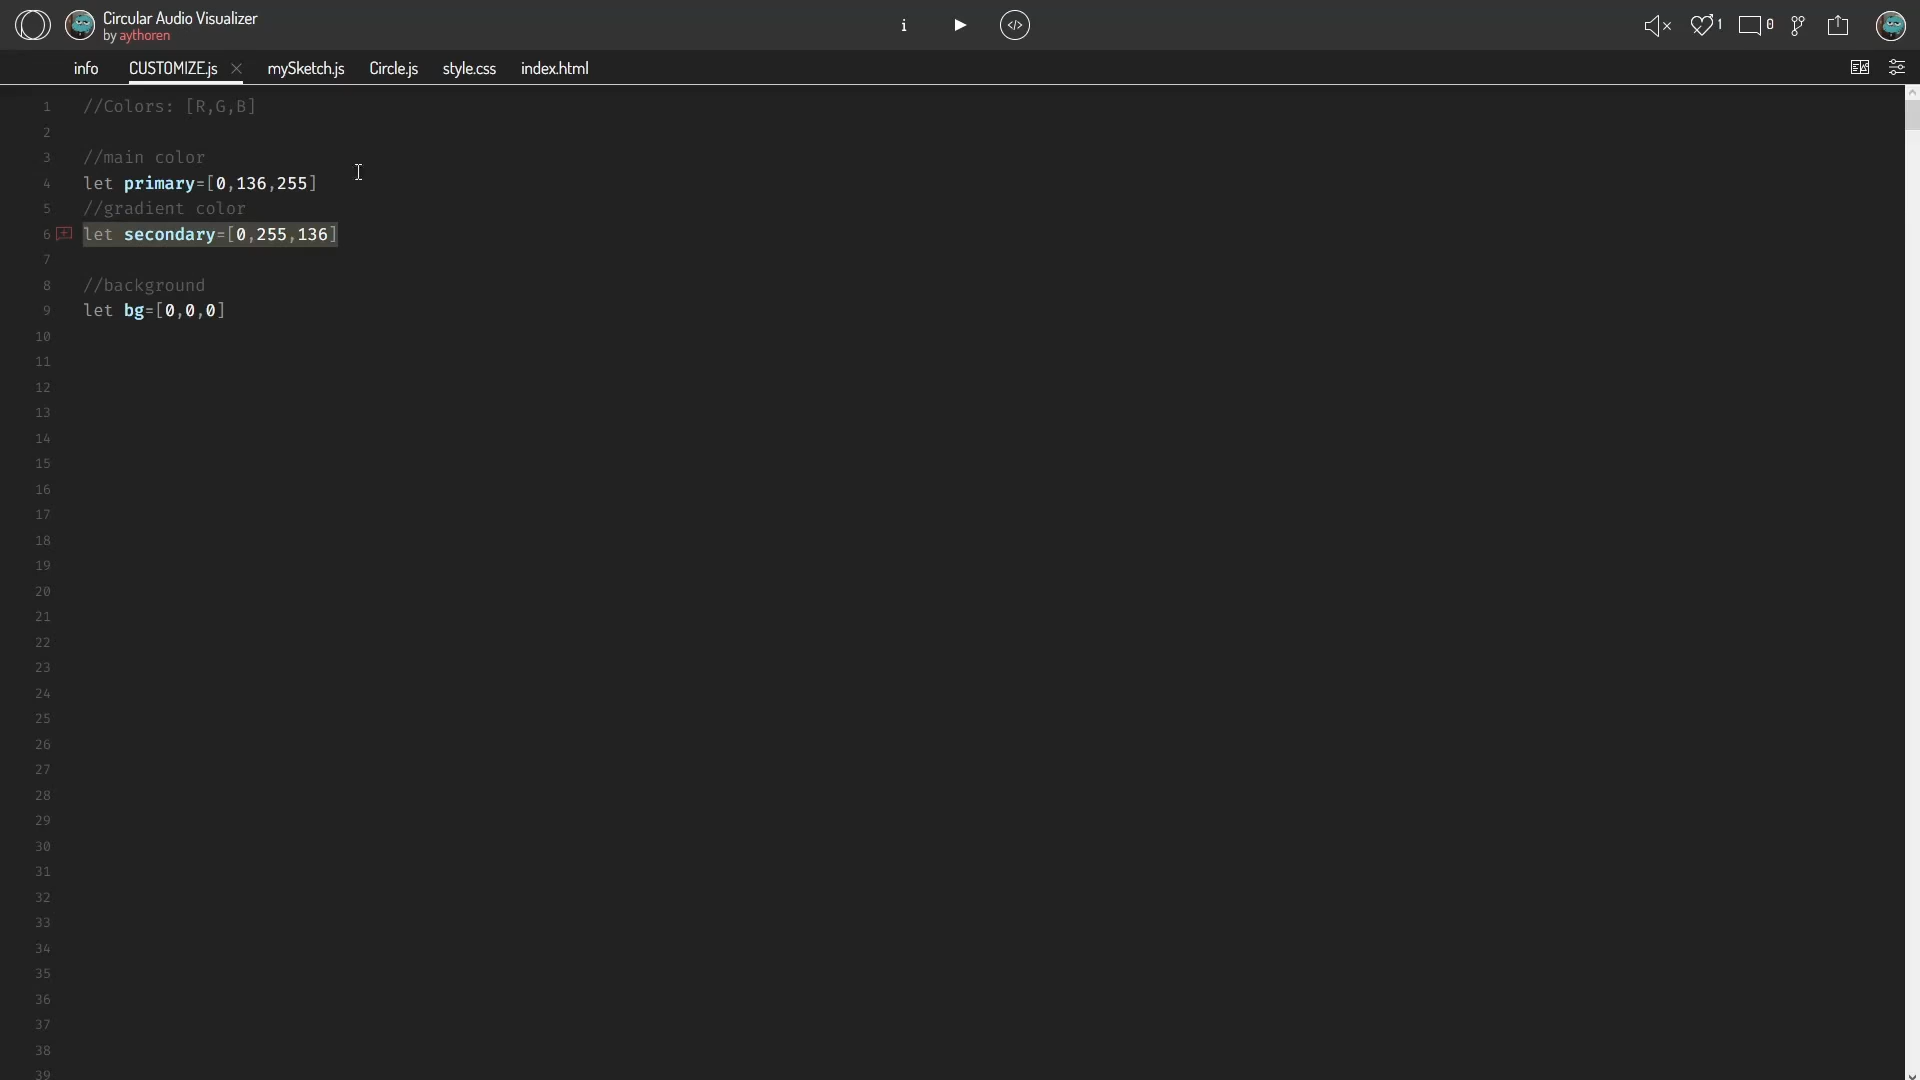 Circular Audio Visualizer
by aythoren
i
</>
1
0
info
CUSTOMIZE.js
mySketch.js
Circle.js
style.css
index.html
1 //Colors: [R,G,B]
2
3 //main color
4 let primary=[0,136,255]
5 //gradient color
6 let secondary=[0,255,136]
7
8 //background
9 let bg=[0,0,0]
10
11
12
13
14
15
16
17
18
19
20
21
22
23
24
25
26
27
28
29
30
31
32
33
34
35
36
37
38
39